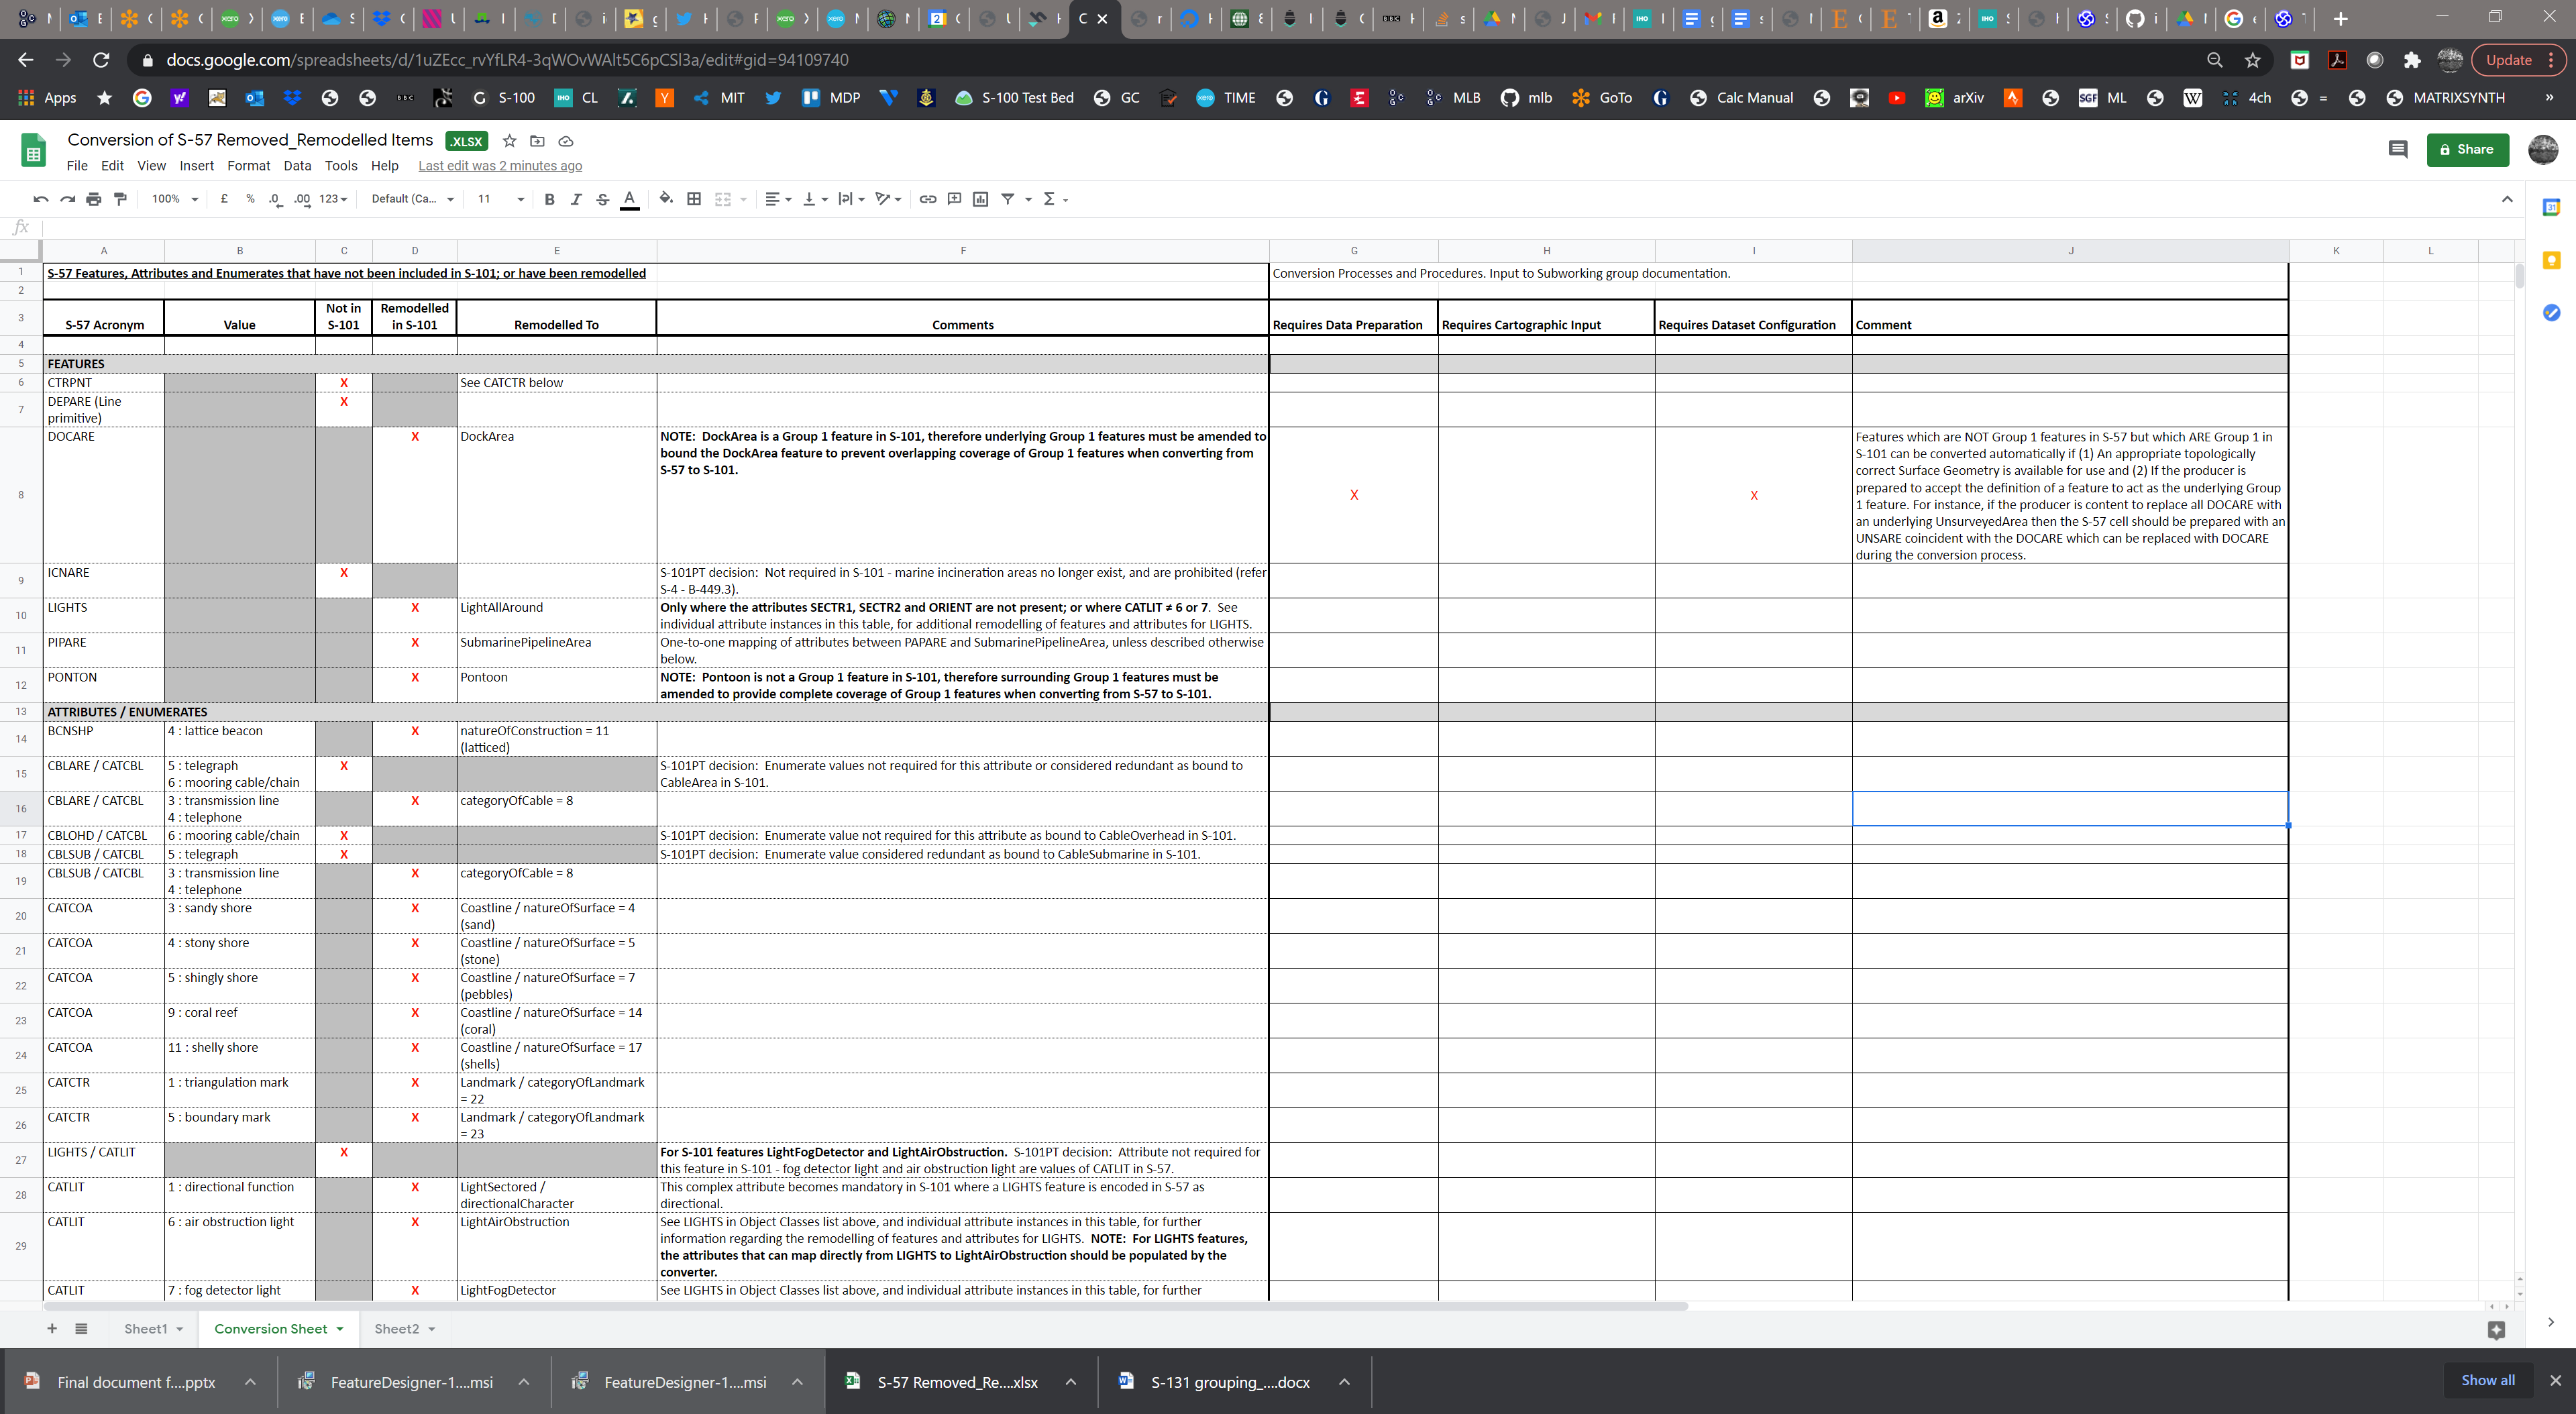 docs.google.com/spreadsheets/d/1uZEcc_rvYfLR4-3qWOvWAlt5C6pCSl3a/edit#gid=94109740
Update
Apps
S-100
CL
MIT
MDP
S-100 Test Bed
GC
TIME
MLB
mlb
GoTo
Calc Manual
arXiv
ML
4ch
=
MATRIXSYNTH
»
Conversion of S-57 Removed_Remodelled Items .XLSX
File Edit View Insert Format Data Tools Help Last edit was 2 minutes ago
Share
100% £ % .0 .00 123 Default (Ca... 11
fx
A B C D E F G H I J K L
1 S-57 Features, Attributes and Enumerates that have not been included in S-101; or have been remodelled
Conversion Processes and Procedures. Input to Subworking group documentation.
2
3 S-57 Acronym Value Not in S-101 Remodelled in S-101 Remodelled To Comments Requires Data Preparation Requires Cartographic Input Requires Dataset Configuration Comment
4
5 FEATURES
6 CTRPNT X See CATCTR below
7 DEPARE (Line X
primitive)
8 DOCARE X DockArea
NOTE: DockArea is a Group 1 feature in S-101, therefore underlying Group 1 features must be amended to
bound the DockArea feature to prevent overlapping coverage of Group 1 features when converting from
S-57 to S-101.
X X
Features which are NOT Group 1 features in S-57 but which ARE Group 1 in
S-101 can be converted automatically if (1) An appropriate topologically
correct Surface Geometry is available for use and (2) If the producer is
prepared to accept the definition of a feature to act as the underlying Group
1 feature. For instance, if the producer is content to replace all DOCARE with
an underlying UnsurveyedArea then the S-57 cell should be prepared with an
UNSARE coincident with the DOCARE which can be replaced with DOCARE
during the conversion process.
9 ICNARE X
S-101PT decision: Not required in S-101 - marine incineration areas no longer exist, and are prohibited (refer
S-4 - B-449.3).
10 LIGHTS X LightAllAround
Only where the attributes SECTR1, SECTR2 and ORIENT are not present; or where CATLIT ≠ 6 or 7. See
individual attribute instances in this table, for additional remodelling of features and attributes for LIGHTS.
11 PIPARE X SubmarinePipelineArea
One-to-one mapping of attributes between PAPARE and SubmarinePipelineArea, unless described otherwise
below.
12 PONTON X Pontoon
NOTE: Pontoon is not a Group 1 feature in S-101, therefore surrounding Group 1 features must be
amended to provide complete coverage of Group 1 features when converting from S-57 to S-101.
13 ATTRIBUTES / ENUMERATES
14 BCNSHP 4 : lattice beacon X natureOfConstruction = 11
(latticed)
15 CBLARE / CATCBL 5 : telegraph X
6 : mooring cable/chain
S-101PT decision: Enumerate values not required for this attribute or considered redundant as bound to
CableArea in S-101.
16 CBLARE / CATCBL 3 : transmission line X categoryOfCable = 8
4 : telephone
17 CBLOHD / CATCBL 6 : mooring cable/chain X S-101PT decision: Enumerate value not required for this attribute as bound to CableOverhead in S-101.
18 CBLSUB / CATCBL 5 : telegraph X S-101PT decision: Enumerate value considered redundant as bound to CableSubmarine in S-101.
19 CBLSUB / CATCBL 3 : transmission line X categoryOfCable = 8
4 : telephone
20 CATCOA 3 : sandy shore X Coastline / natureOfSurface = 4
(sand)
21 CATCOA 4 : stony shore X Coastline / natureOfSurface = 5
(stone)
22 CATCOA 5 : shingly shore X Coastline / natureOfSurface = 7
(pebbles)
23 CATCOA 9 : coral reef X Coastline / natureOfSurface = 14
(coral)
24 CATCOA 11 : shelly shore X Coastline / natureOfSurface = 17
(shells)
25 CATCTR 1 : triangulation mark X Landmark / categoryOfLandmark
= 22
26 CATCTR 5 : boundary mark X Landmark / categoryOfLandmark
= 23
27 LIGHTS / CATLIT X
For S-101 features LightFogDetector and LightAirObstruction. S-101PT decision: Attribute not required for
this feature in S-101 - fog detector light and air obstruction light are values of CATLIT in S-57.
28 CATLIT 1 : directional function X LightSectored /
directionalCharacter
This complex attribute becomes mandatory in S-101 where a LIGHTS feature is encoded in S-57 as
directional.
29 CATLIT 6 : air obstruction light X LightAirObstruction
See LIGHTS in Object Classes list above, and individual attribute instances in this table, for further
information regarding the remodelling of features and attributes for LIGHTS. NOTE: For LIGHTS features,
the attributes that can map directly from LIGHTS to LightAirObstruction should be populated by the
converter.
CATLIT 7 : fog detector light X LightFogDetector See LIGHTS in Object Classes list above, and individual attribute instances in this table, for further
Sheet1 Conversion Sheet Sheet2
Final document f....pptx
FeatureDesigner-1....msi
FeatureDesigner-1....msi
S-57 Removed_Re....xlsx
S-131 grouping_....docx
Show all